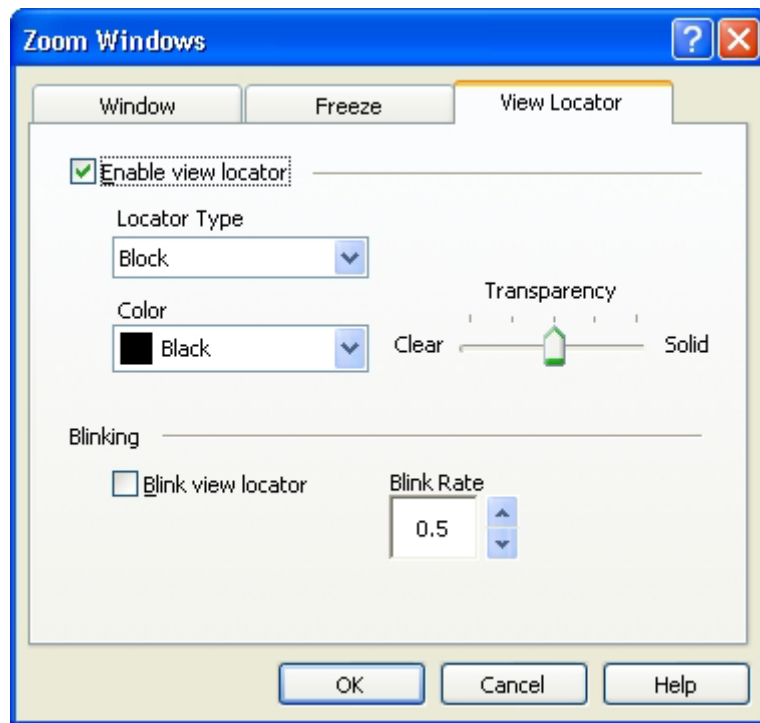 Zoom Windows
Window Freeze View Locator
Enable view locator
Locator Type
Block
Transparency
Color
Black
Clear Solid
Blinking
Blink view locator Blink Rate
0.5
OK Cancel Help